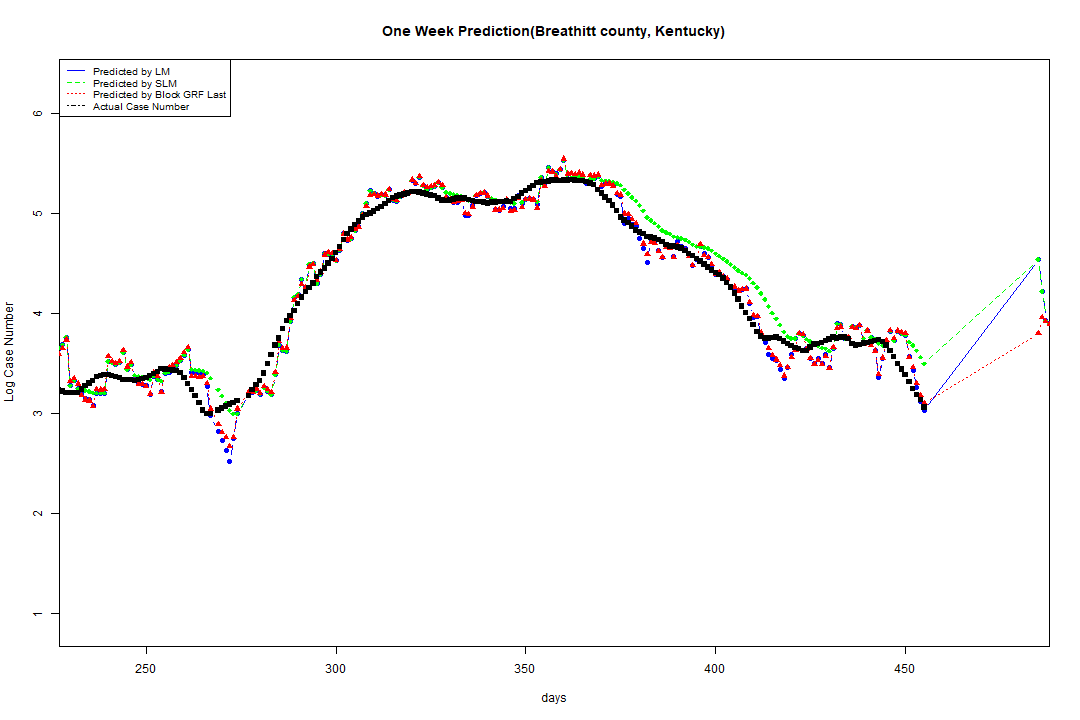 One Week Prediction(Breathitt county, Kentucky)
Predicted by LM
Predicted by SLM
Predicted by Block GRF Last
Actual Case Number
Log Case Number
6
5
4
3
2
1
250 300 350 400 450
days